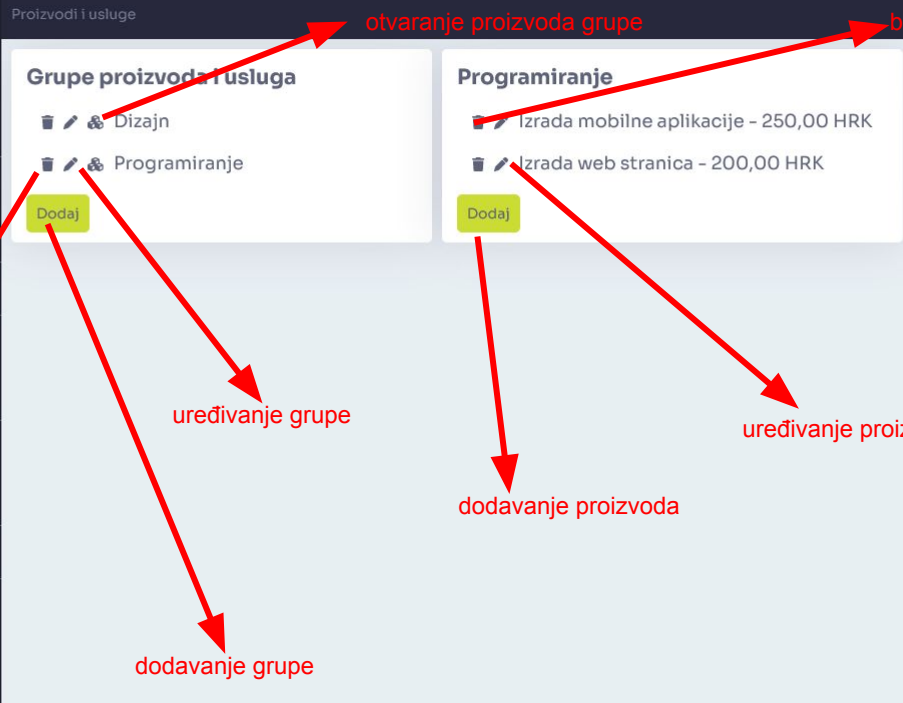 Proizvodi i usluge
otvaranje proizvoda grupe
Grupe proizvoda i usluga
Dizajn
Programiranje
Dodaj
Programiranje
Izrada mobilne aplikacije - 250,00 HRK
Izrada web stranica - 200,00 HRK
Dodaj
uređivanje grupe
uređivanje
dodavanje proizvoda
dodavanje grupe